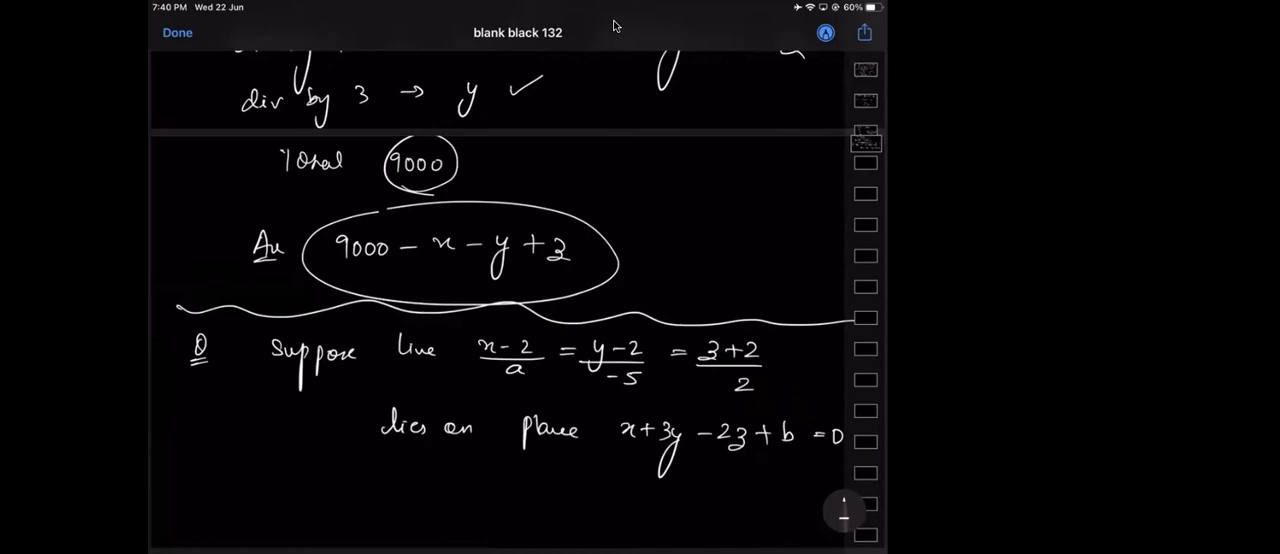 7:40 PM Wed 22 Jun
60%
Done
blank black 132
div by 3 → y ✓
Total 9000
An 9000 - x - y + z
Q Suppose line (x-2)/a = (y-2)/-5 = (z+2)/2
lies on plane x+3y-2z+b=0